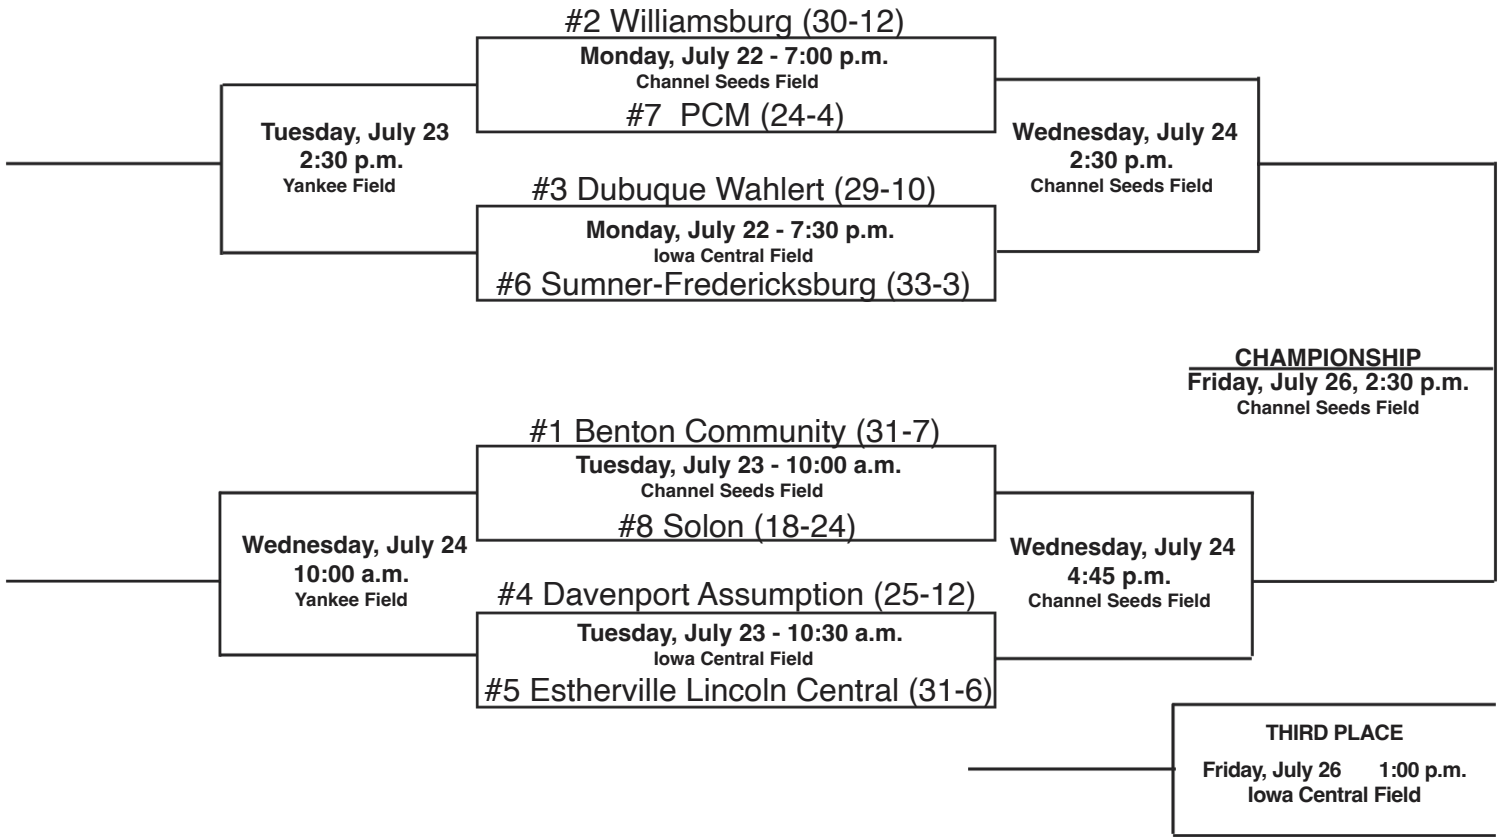 #2 Williamsburg (30-12)
Monday, July 22 - 7:00 p.m.
Channel Seeds Field
#7 PCM (24-4)
Tuesday, July 23
2:30 p.m.
Yankee Field
Wednesday, July 24
2:30 p.m.
Channel Seeds Field
#3 Dubuque Wahlert (29-10)
Monday, July 22 - 7:30 p.m.
Iowa Central Field
#6 Sumner-Fredericksburg (33-3)
CHAMPIONSHIP
Friday, July 26, 2:30 p.m.
Channel Seeds Field
#1 Benton Community (31-7)
Tuesday, July 23 - 10:00 a.m.
Channel Seeds Field
#8 Solon (18-24)
Wednesday, July 24
10:00 a.m.
Yankee Field
Wednesday, July 24
4:45 p.m.
Channel Seeds Field
#4 Davenport Assumption (25-12)
Tuesday, July 23 - 10:30 a.m.
Iowa Central Field
#5 Estherville Lincoln Central (31-6)
THIRD PLACE
Friday, July 26 1:00 p.m.
Iowa Central Field